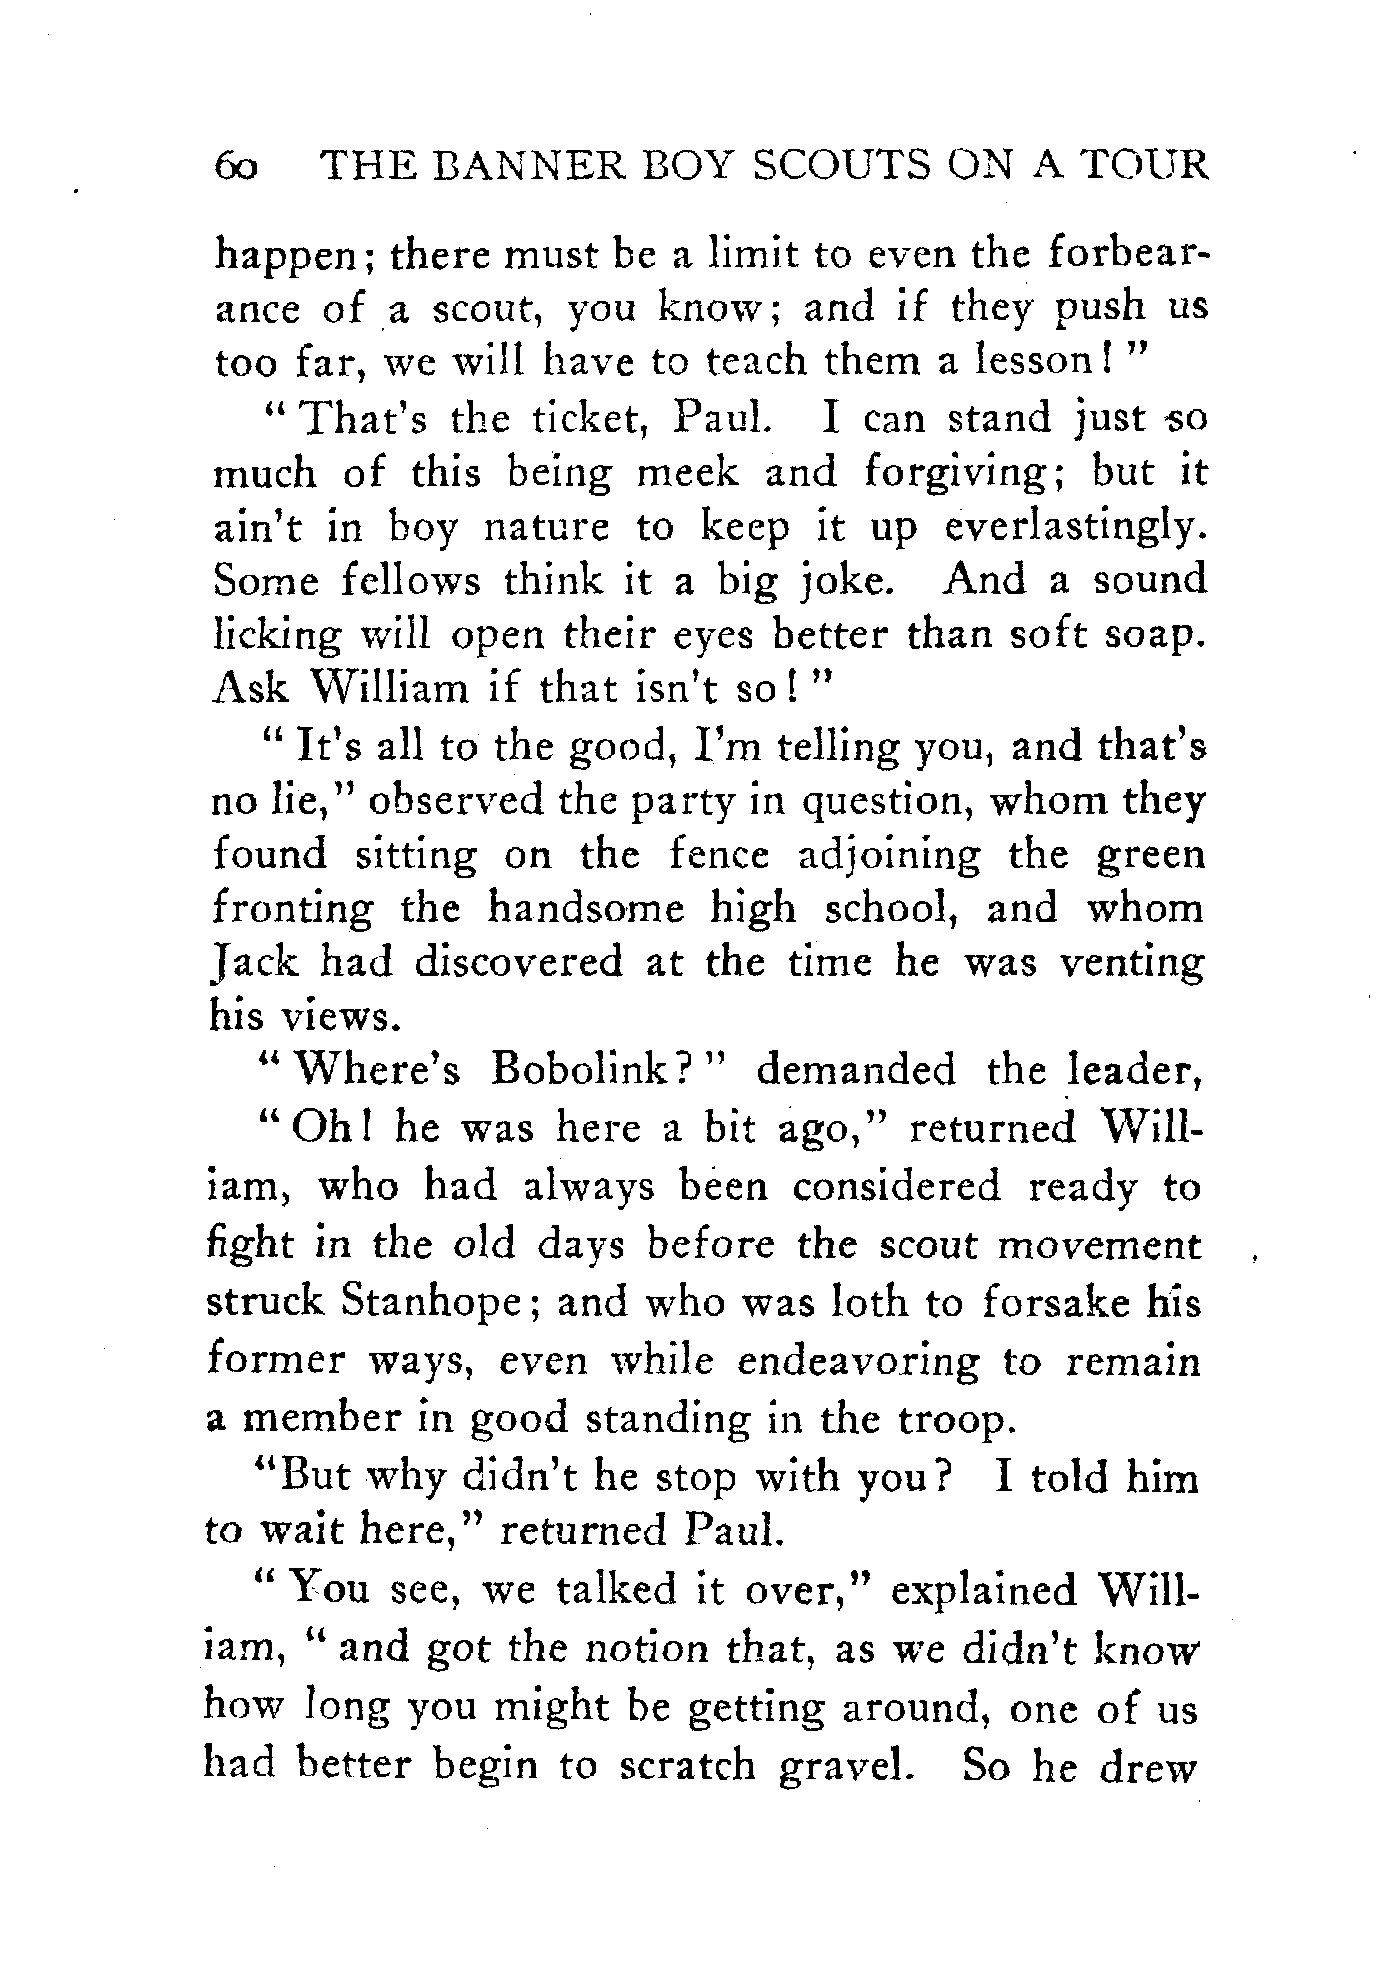 60 THE BANNER BOY SCOUTS ON A TOUR
happen; there must be a limit to even the forbear-
ance of a scout, you know; and if they push us
too far, we will have to teach them a lesson!"
"That's the ticket, Paul. I can stand just so
much of this being meek and forgiving; but it
ain't in boy nature to keep it up everlastingly.
Some fellows think it a big joke. And a sound
licking will open their eyes better than soft soap.
Ask William if that isn't so!"
"It's all to the good, I'm telling you, and that's
no lie," observed the party in question, whom they
found sitting on the fence adjoining the green
fronting the handsome high school, and whom
Jack had discovered at the time he was venting
his views.
"Where's Bobolink?" demanded the leader,
"Oh! he was here a bit ago," returned Will-
iam, who had always been considered ready to
fight in the old days before the scout movement
struck Stanhope; and who was loth to forsake his
former ways, even while endeavoring to remain
a member in good standing in the troop.
"But why didn't he stop with you? I told him
to wait here," returned Paul.
"You see, we talked it over," explained Will-
iam, "and got the notion that, as we didn't know
how long you might be getting around, one of us
had better begin to scratch gravel. So he drew